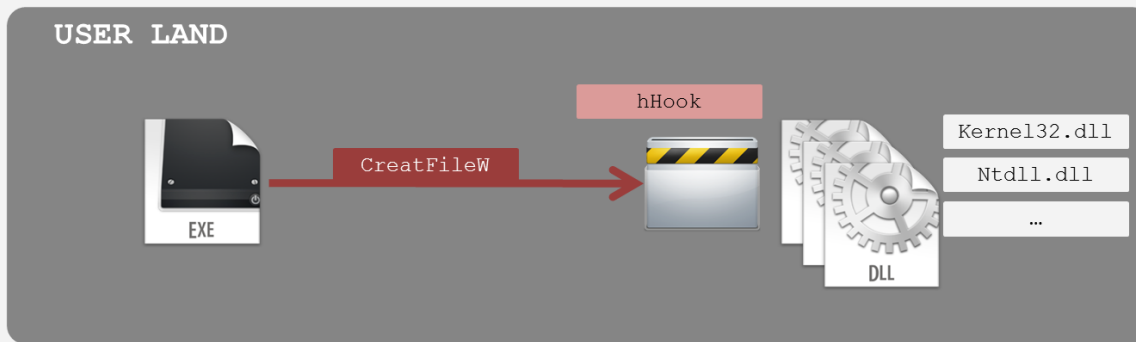 USER LAND
hHook
CreatFileW
Kernel32.dll
Ntdll.dll
…
EXE
DLL